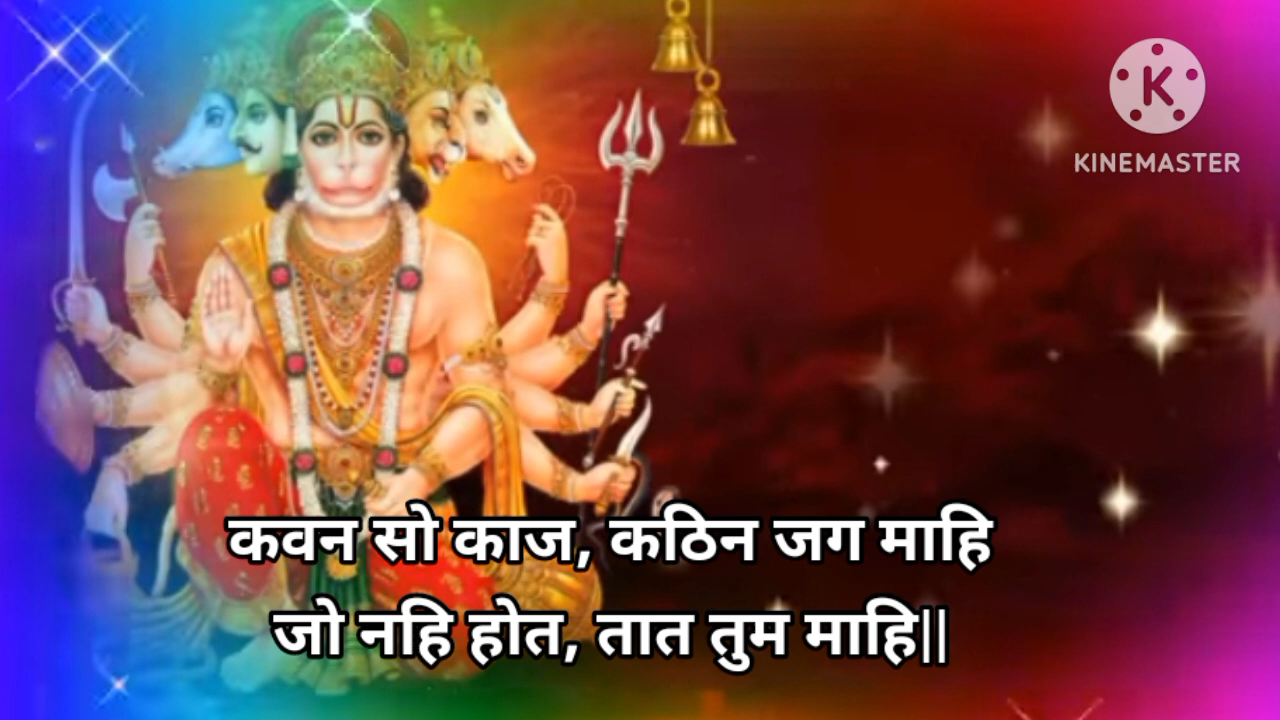 KINEMASTER
कवन सो काज, कठिन जग माहि
जो नहि होत, तात तुम माहि||